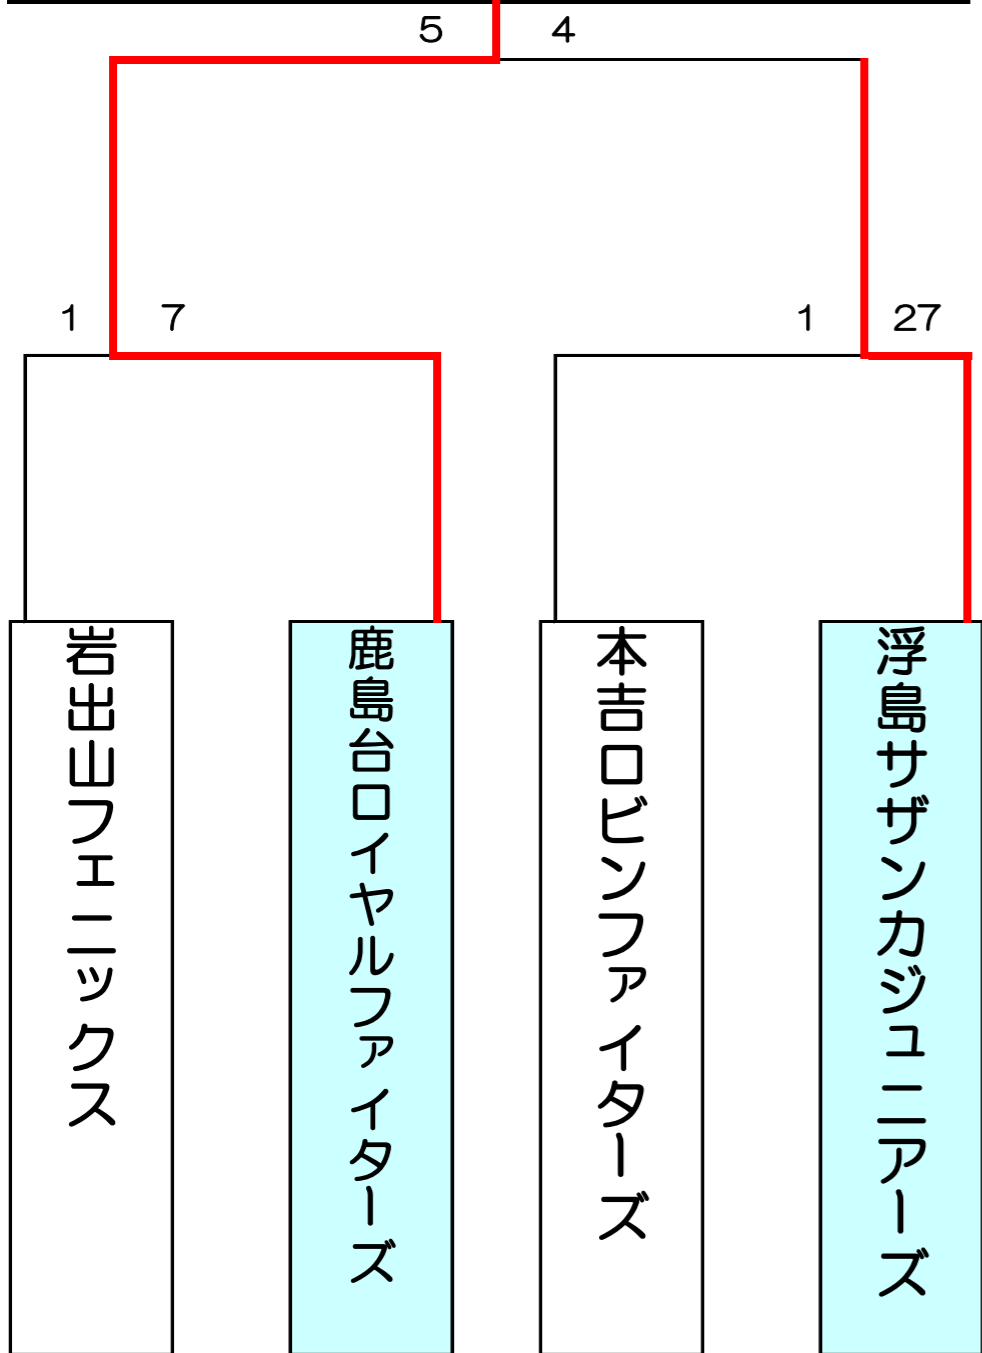 5 4
1 7
1 27
岩出山フェニックス
鹿島台ロイヤルファイターズ
本吉ロビンファイターズ
浮島サザンカジュニアーズ